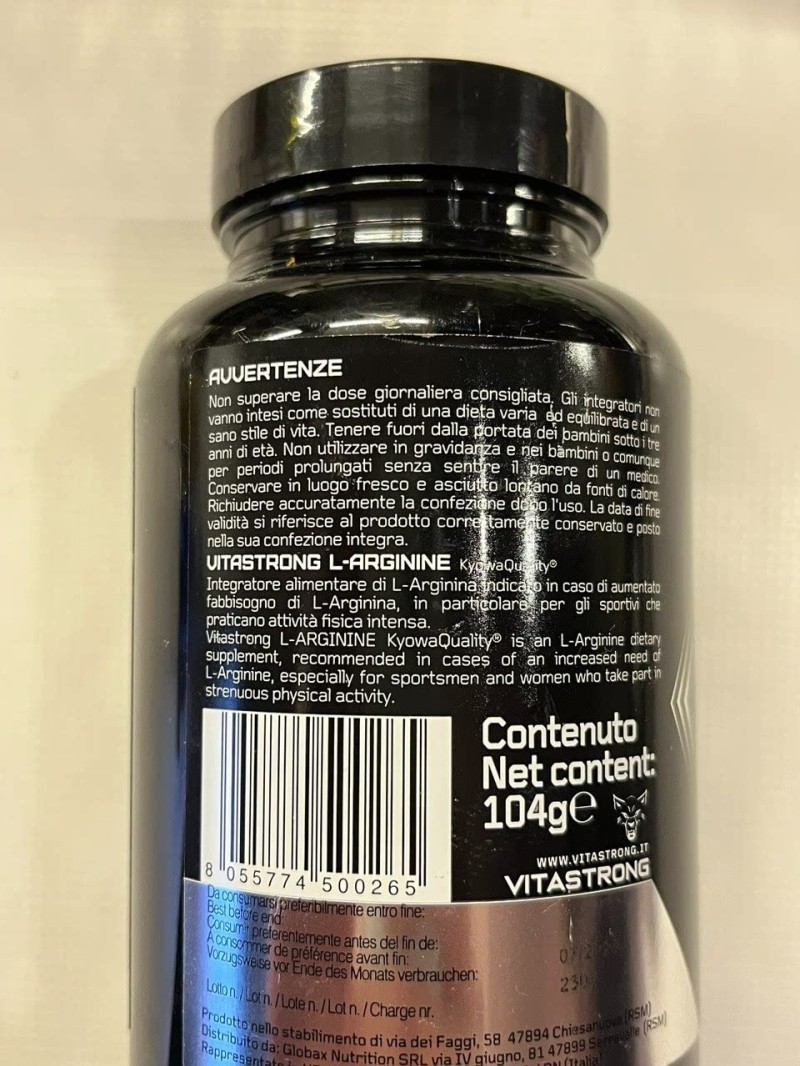 AVVERTENZE
Non superare la dose giornaliera consigliata. Gli integratori non
vanno intesi come sostituti di una dieta varia ed equilibrata e di un
sano stile di vita. Tenere fuori dalla portata dei bambini sotto i tre
anni di età. Non utilizzare in gravidanza e nei bambini o comunque
per periodi prolungati senza sentire il parere di un medico.
Conservare in luogo fresco e asciutto lontano da fonti di calore.
Richiudere accuratamente la confezione dopo l'uso. La data di fine
validità si riferisce al prodotto correttamente conservato e posto
nella sua confezione integra.
VITASTRONG L-ARGININE KyowaQuality®
Integratore alimentare di L-Arginina indicato in caso di aumentato
fabbisogno di L-Arginina, in particolare per gli sportivi che
praticano attività fisica intensa.
Vitastrong L-ARGININE KyowaQuality® is an L-Arginine dietary
supplement, recommended in cases of an increased need of
L-Arginine, especially for sportsmen and women who take part in
strenuous physical activity.
Contenuto
Net content:
104g℮
WWW.VITASTRONG.IT
VITASTRONG
8 055774 500265
Da consumarsi preferibilmente entro fine:
Best before end:
Consumir preferentemente antes del fin de:
A consommer de préférence avant fin:
Vorzugsweise vor Ende des Monats verbrauchen:
Lotto n. / Lot n. / Lote n. / Lot n. / Charge nr.
Prodotto nello stabilimento di via dei Faggi, 58 47894 Chiesanuova (RSM)
Distribuito da: Globax Nutrition SRL via IV giugno, 81 47899 Serravalle (RSM)